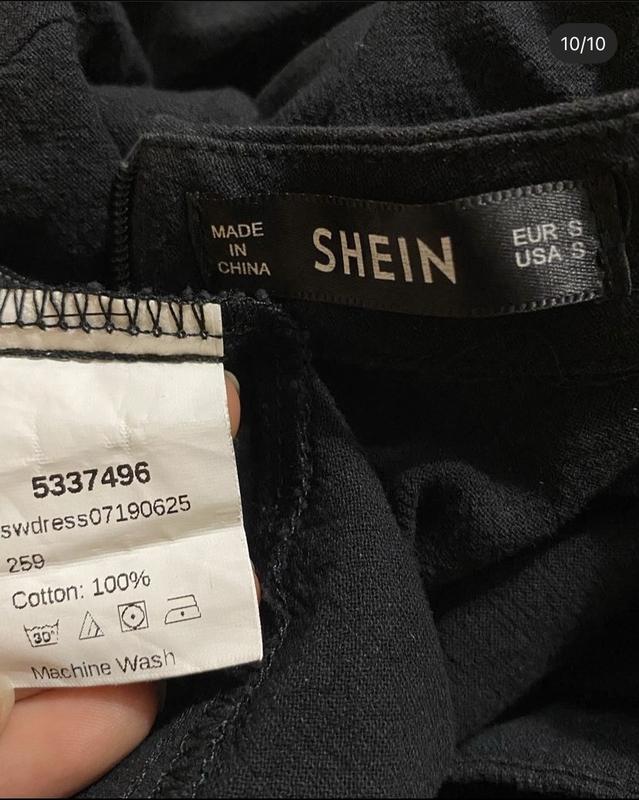 10/10
MADE
IN
CHINA
SHEIN
EUR S
USA S
5337496
swdress07190625
259
Cotton: 100%
30°
Machine Wash